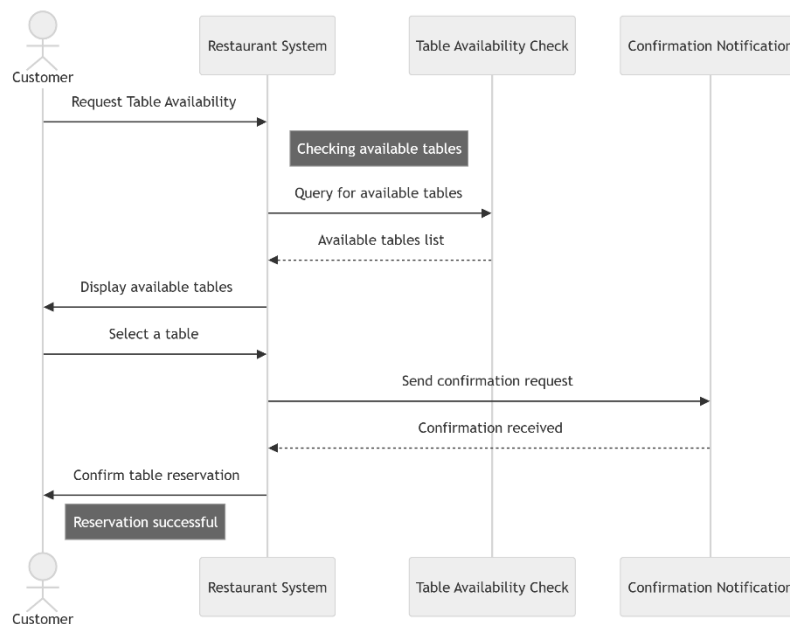 Restaurant System
Table Availability Check
Confirmation Notification
Customer
Request Table Availability
Checking available tables
Query for available tables
Available tables list
Display available tables
Select a table
Send confirmation request
Confirmation received
Confirm table reservation
Reservation successful
Restaurant System
Table Availability Check
Confirmation Notification
Customer